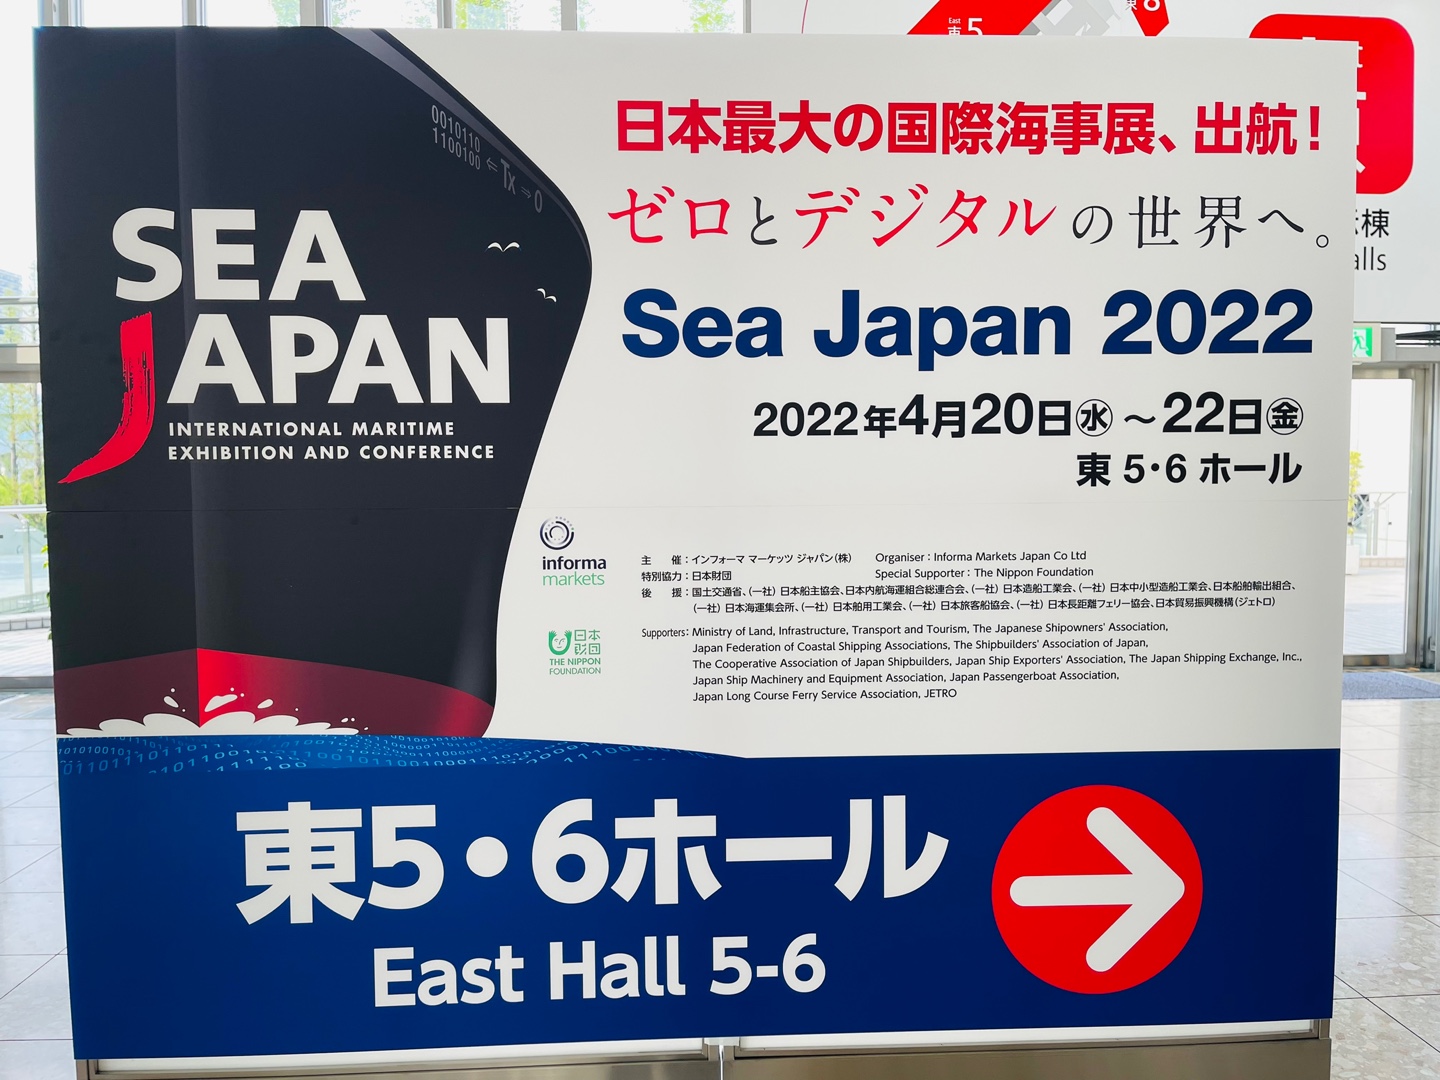 East
東5
東8
0010110
1100100 ⇐Tx⇒O
SEA
JAPAN
INTERNATIONAL MARITIME
EXHIBITION AND CONFERENCE
日本最大の国際海事展、出航！
ゼロとデジタルの世界へ。
Sea Japan 2022
2022年4月20日㊌～22日㊎
東 5・6 ホール
informa
markets
主　催：インフォーマ マーケッツ ジャパン（株） Organiser : Informa Markets Japan Co Ltd
特別協力：日本財団 Special Supporter : The Nippon Foundation
後　援：国土交通省、（一社）日本船主協会、日本内航海運組合総連合会、（一社）日本造船工業会、（一社）日本中小型造船工業会、日本船舶輸出組合、
（一社）日本海運集会所、（一社）日本舶用工業会、（一社）日本旅客船協会、（一社）日本長距離フェリー協会、日本貿易振興機構（ジェトロ）
日本
財団
THE NIPPON
FOUNDATION
Supporters: Ministry of Land, Infrastructure, Transport and Tourism, The Japanese Shipowners' Association,
Japan Federation of Coastal Shipping Associations, The Shipbuilders' Association of Japan,
The Cooperative Association of Japan Shipbuilders, Japan Ship Exporters' Association, The Japan Shipping Exchange, Inc.,
Japan Ship Machinery and Equipment Association, Japan Passengerboat Association,
Japan Long Course Ferry Service Association, JETRO
東5・6ホール
East Hall 5-6
棟
alls